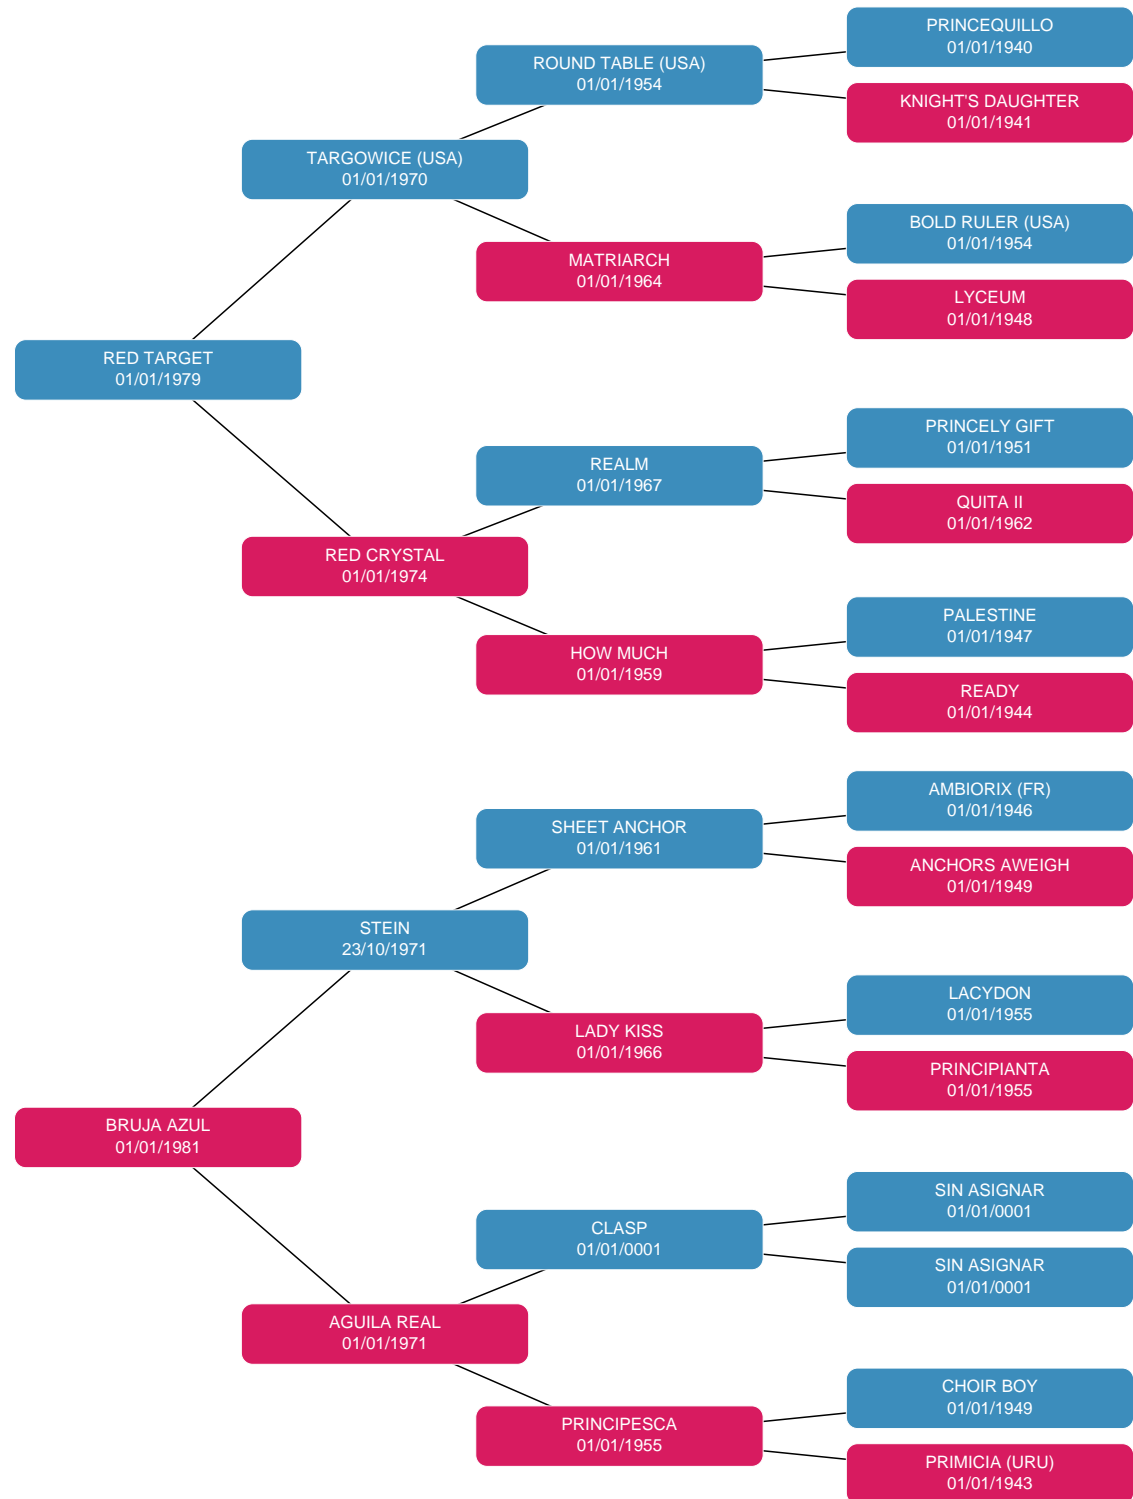 PRINCEQUILLO
01/01/1940
ROUND TABLE (USA)
01/01/1954
KNIGHT'S DAUGHTER
01/01/1941
TARGOWICE (USA)
01/01/1970
BOLD RULER (USA)
01/01/1954
MATRIARCH
01/01/1964
LYCEUM
01/01/1948
RED TARGET
01/01/1979
PRINCELY GIFT
01/01/1951
REALM
01/01/1967
QUITA II
01/01/1962
RED CRYSTAL
01/01/1974
PALESTINE
01/01/1947
HOW MUCH
01/01/1959
READY
01/01/1944
AMBIORIX (FR)
01/01/1946
SHEET ANCHOR
01/01/1961
ANCHORS AWEIGH
01/01/1949
STEIN
23/10/1971
LACYDON
01/01/1955
LADY KISS
01/01/1966
PRINCIPIANTA
01/01/1955
BRUJA AZUL
01/01/1981
SIN ASIGNAR
01/01/0001
CLASP
01/01/0001
SIN ASIGNAR
01/01/0001
AGUILA REAL
01/01/1971
CHOIR BOY
01/01/1949
PRINCIPESCA
01/01/1955
PRIMICIA (URU)
01/01/1943